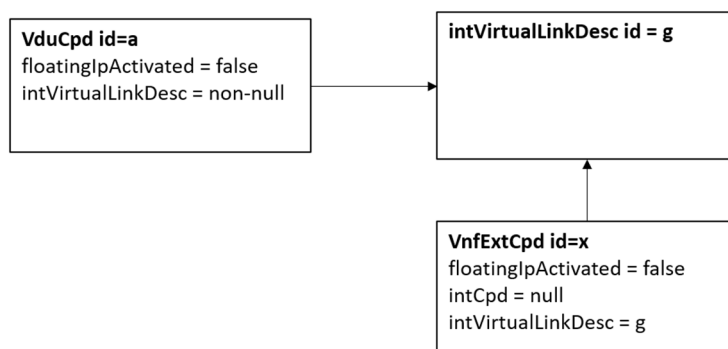 VduCpd id=a
floatingIpActivated = false
intVirtualLinkDesc = non-null
intVirtualLinkDesc id = g
VnfExtCpd id=x
floatingIpActivated = false
intCpd = null
intVirtualLinkDesc = g